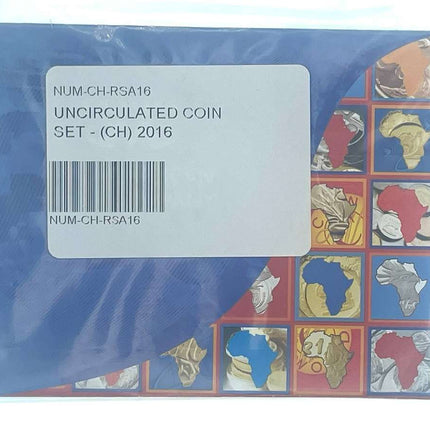 NUM-CH-RSA16
UNCIRCULATED COIN
SET - (CH) 2016
NUM-CH-RSA16